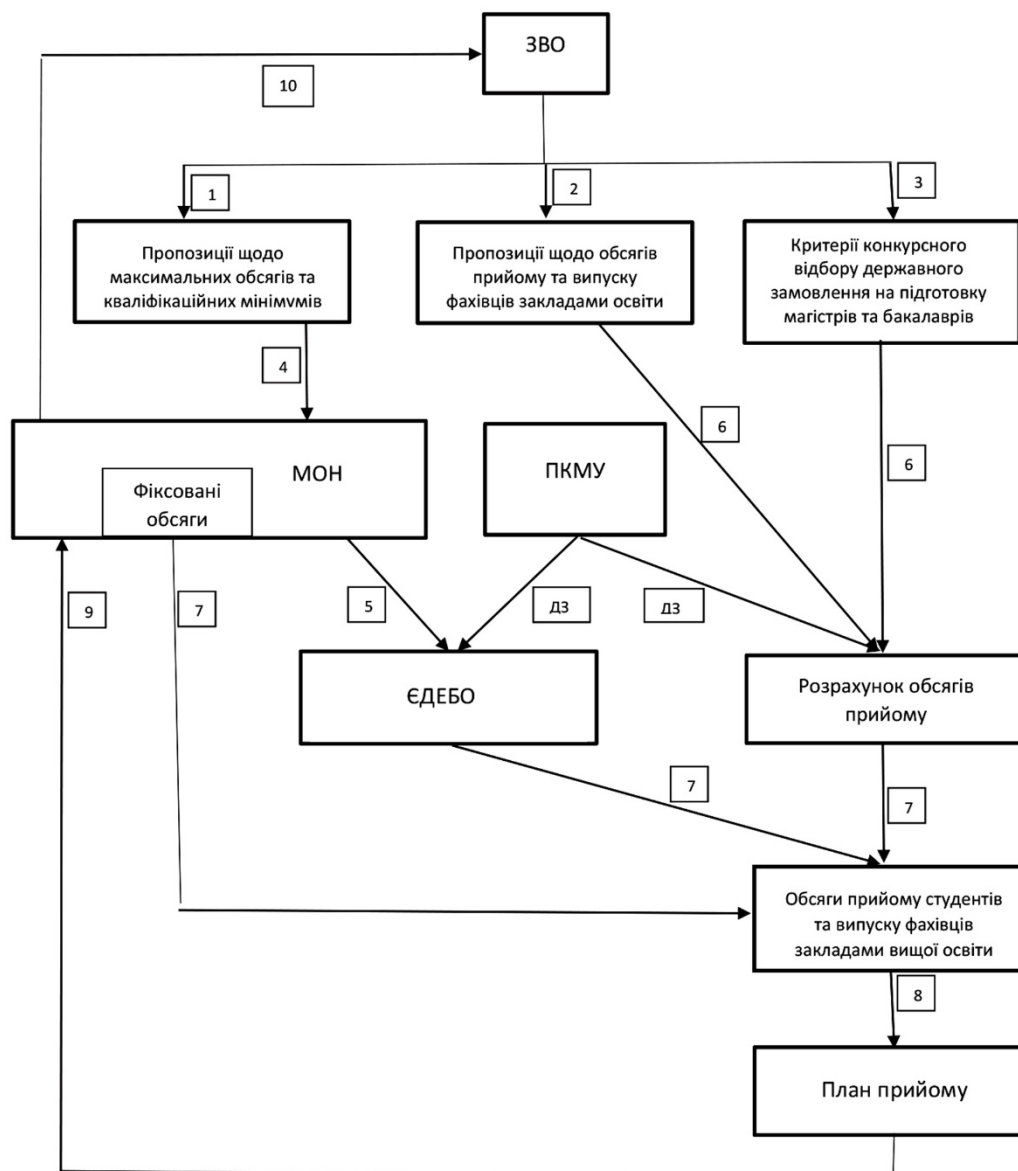 ЗВО
10
1
2
3
Пропозиції щодо
максимальних обсягів та
кваліфікаційних мінімумів
Пропозиції щодо обсягів
прийому та випуску
фахівців закладами освіти
Критерії конкурсного
відбору державного
замовлення на підготовку
магістрів та бакалаврів
4
6
6
МОН
Фіксовані
обсяги
ПКМУ
9
7
5
ДЗ
ДЗ
ЄДЕБО
Розрахунок обсягів
прийому
7
7
Обсяги прийому студентів
та випуску фахівців
закладами вищої освіти
8
План прийому